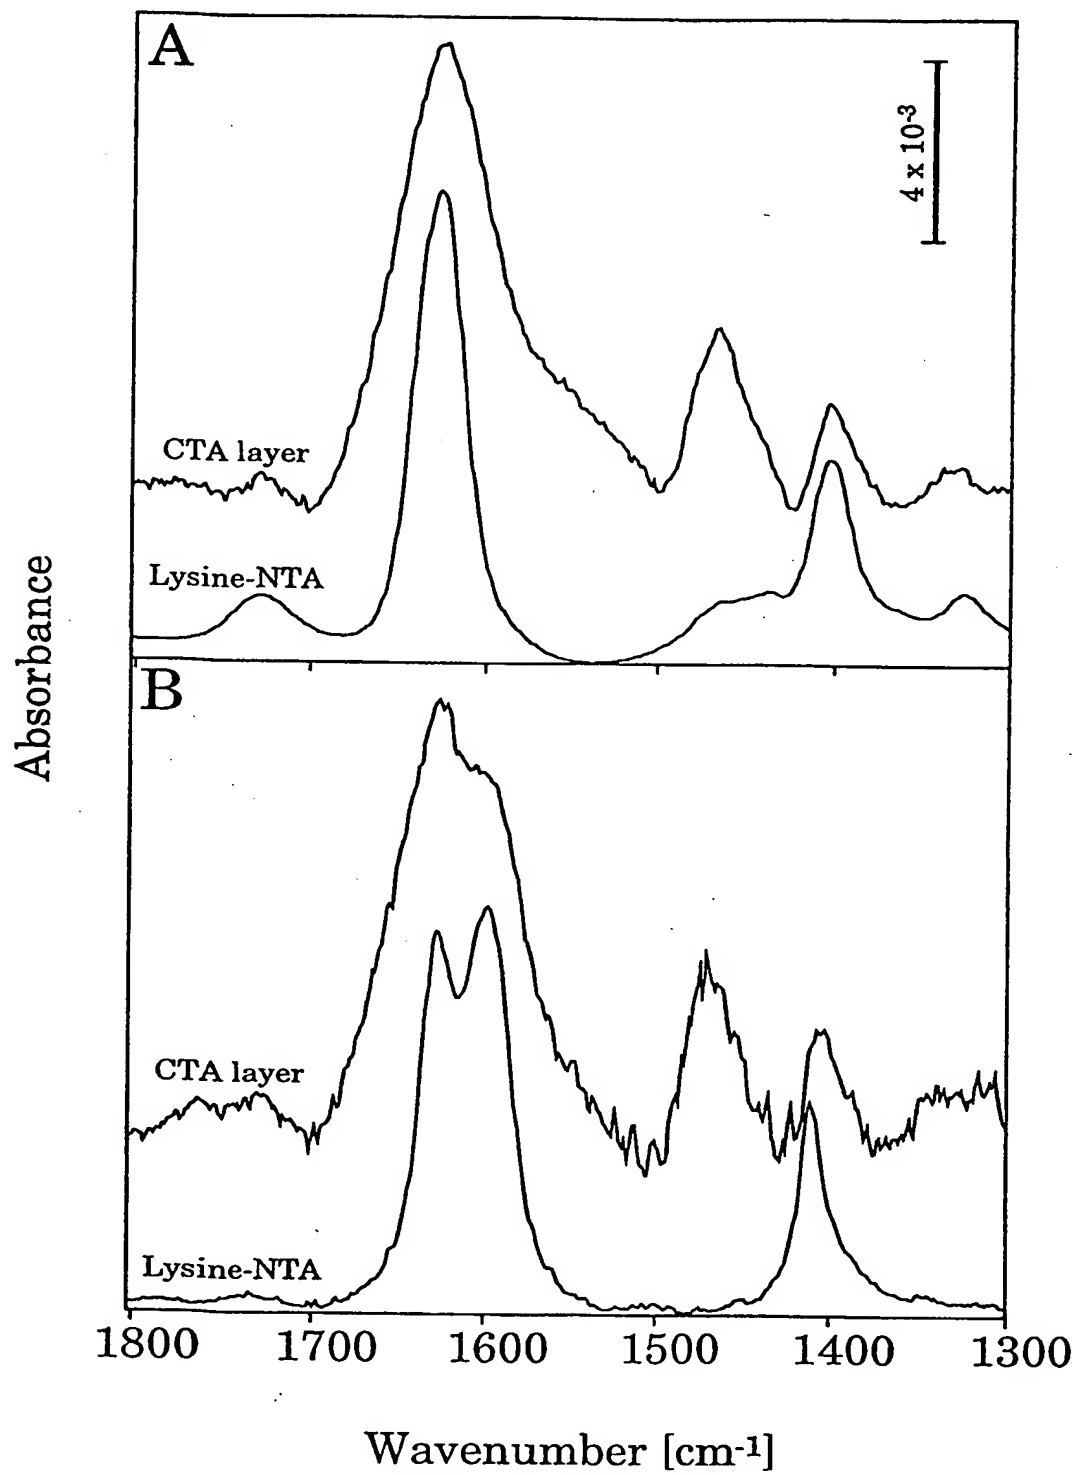 A
4 x 10-3
CTA layer
Lysine-NTA
Absorbance
B
CTA layer
Lysine-NTA
1800 1700 1600 1500 1400 1300
Wavenumber [cm-1]